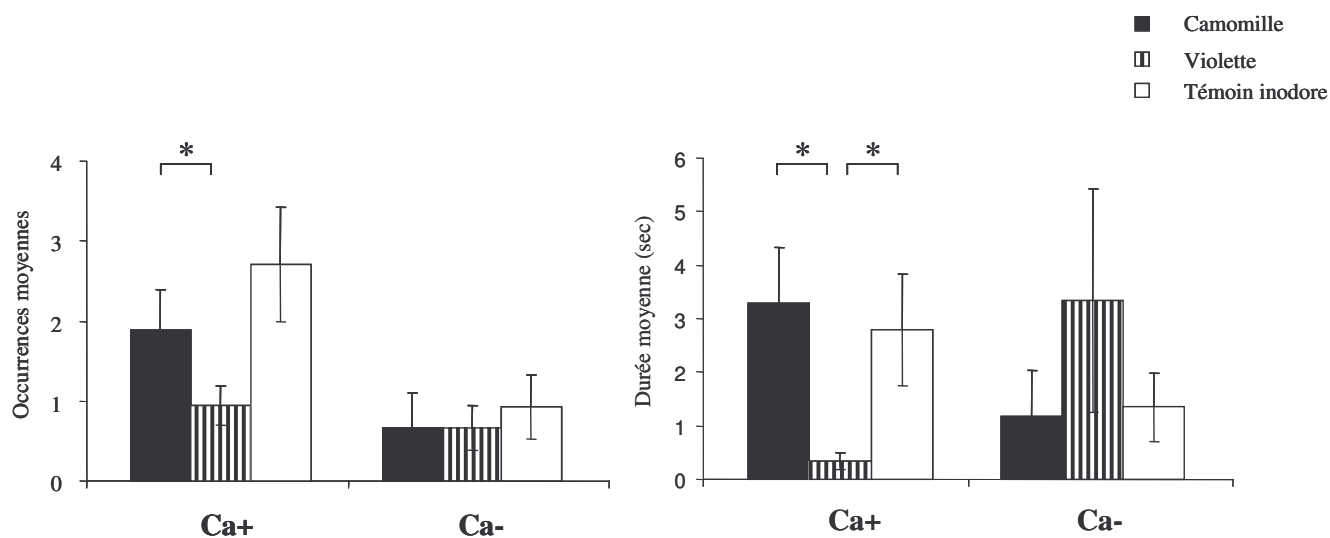 Camomille
Violette
Témoin inodore
Occurrences moyennes
4
3
2
1
0
*
Ca+
Ca-
Durée moyenne (sec)
6
5
4
3
2
1
0
*
*
Ca+
Ca-